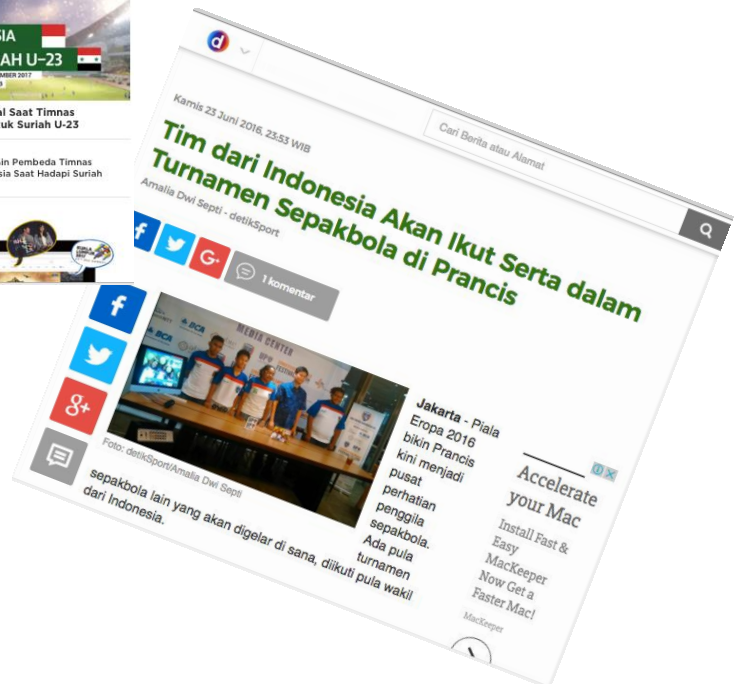 SIA
AH U-23
MBER 2017
al Saat Timnas
tuk Suriah U-23
in Pembeda Timnas
sia Saat Hadapi Suriah
d
Cari Berita atau Alamat
Kamis 23 Juni 2016, 23:53 WIB
Tim dari Indonesia Akan Ikut Serta dalam
Turnamen Sepakbola di Prancis
Amalia Dwi Septi - detikSport
f
G+
1 komentar
f
g+
MEDIA CENTER
BCA
BCA
Foto: detikSport/Amalia Dwi Septi
Jakarta - Piala
Eropa 2016
bikin Prancis
kini menjadi
pusat
perhatian
penggila
sepakbola.
Ada pula
turnamen
sepakbola lain yang akan digelar di sana, diikuti pula wakil
dari Indonesia.
Accelerate
your Mac
Install Fast &
Easy
MacKeeper
Now Get a
Faster Mac!
MacKeeper